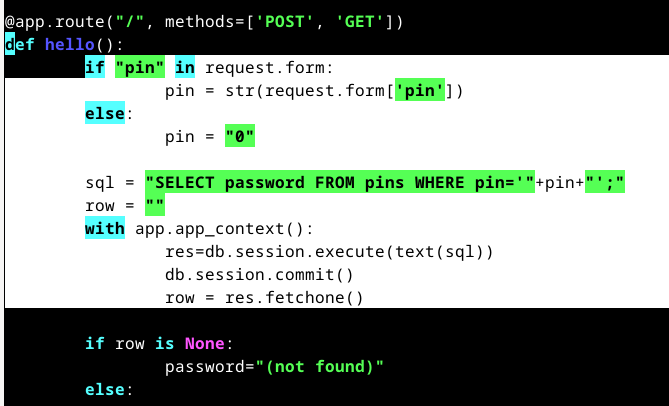 @app.route("/", methods=['POST', 'GET'])
def hello():
        if "pin" in request.form:
                pin = str(request.form['pin'])
        else:
                pin = "0"

        sql = "SELECT password FROM pins WHERE pin='"+pin+"';"
        row = ""
        with app.app_context():
                res=db.session.execute(text(sql))
                db.session.commit()
                row = res.fetchone()

        if row is None:
                password="(not found)"
        else: